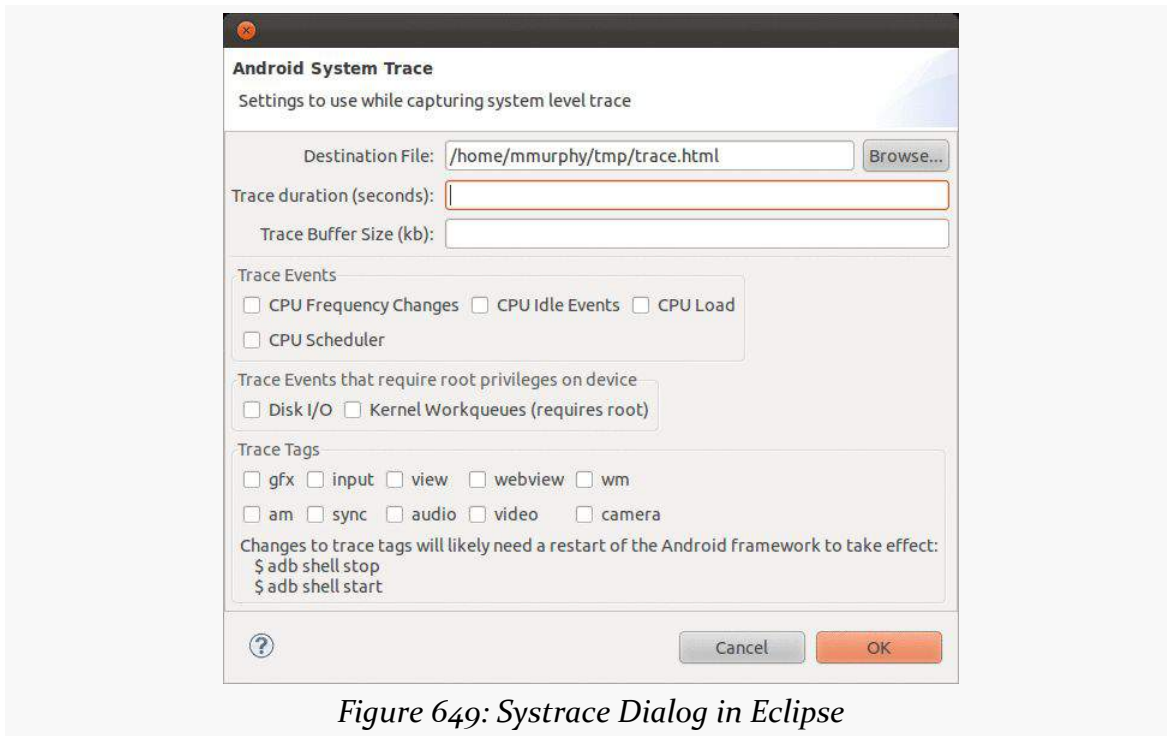 Android System Trace
Settings to use while capturing system level trace
Destination File: /home/mmurphy/tmp/trace.html Browse...
Trace duration (seconds):
Trace Buffer Size (kb):
Trace Events
CPU Frequency Changes CPU Idle Events CPU Load
CPU Scheduler
Trace Events that require root privileges on device
Disk I/O Kernel Workqueues (requires root)
Trace Tags
gfx input view webview wm
am sync audio video camera
Changes to trace tags will likely need a restart of the Android framework to take effect:
$ adb shell stop
$ adb shell start
? Cancel OK
Figure 649: Systrace Dialog in Eclipse